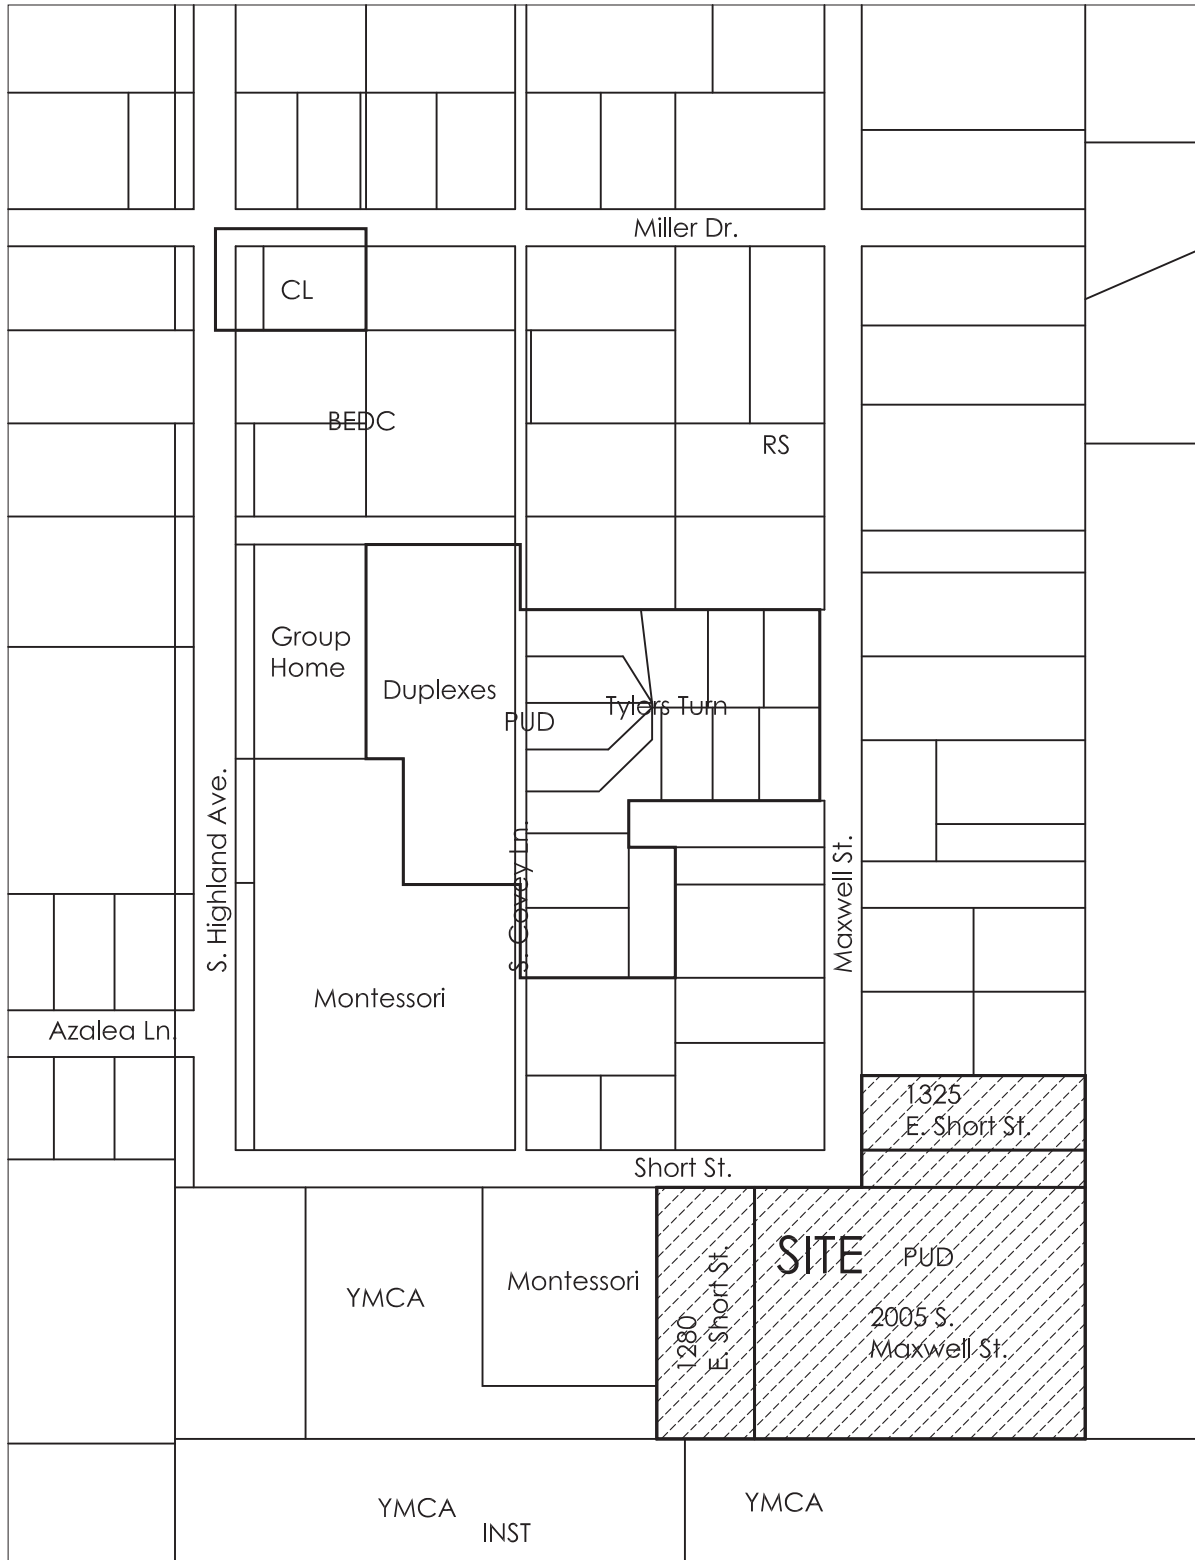 Miller Dr.
CL
BEDC
RS
Group
Home
Duplexes
Tylers Turn
PUD
S. Highland Ave.
S. Covey Ln.
Maxwell St.
Montessori
Azalea Ln.
1325
E. Short St.
Short St.
SITE
PUD
Montessori
YMCA
1280
E. Short St.
2005 S.
Maxwell St.
YMCA
YMCA
INST